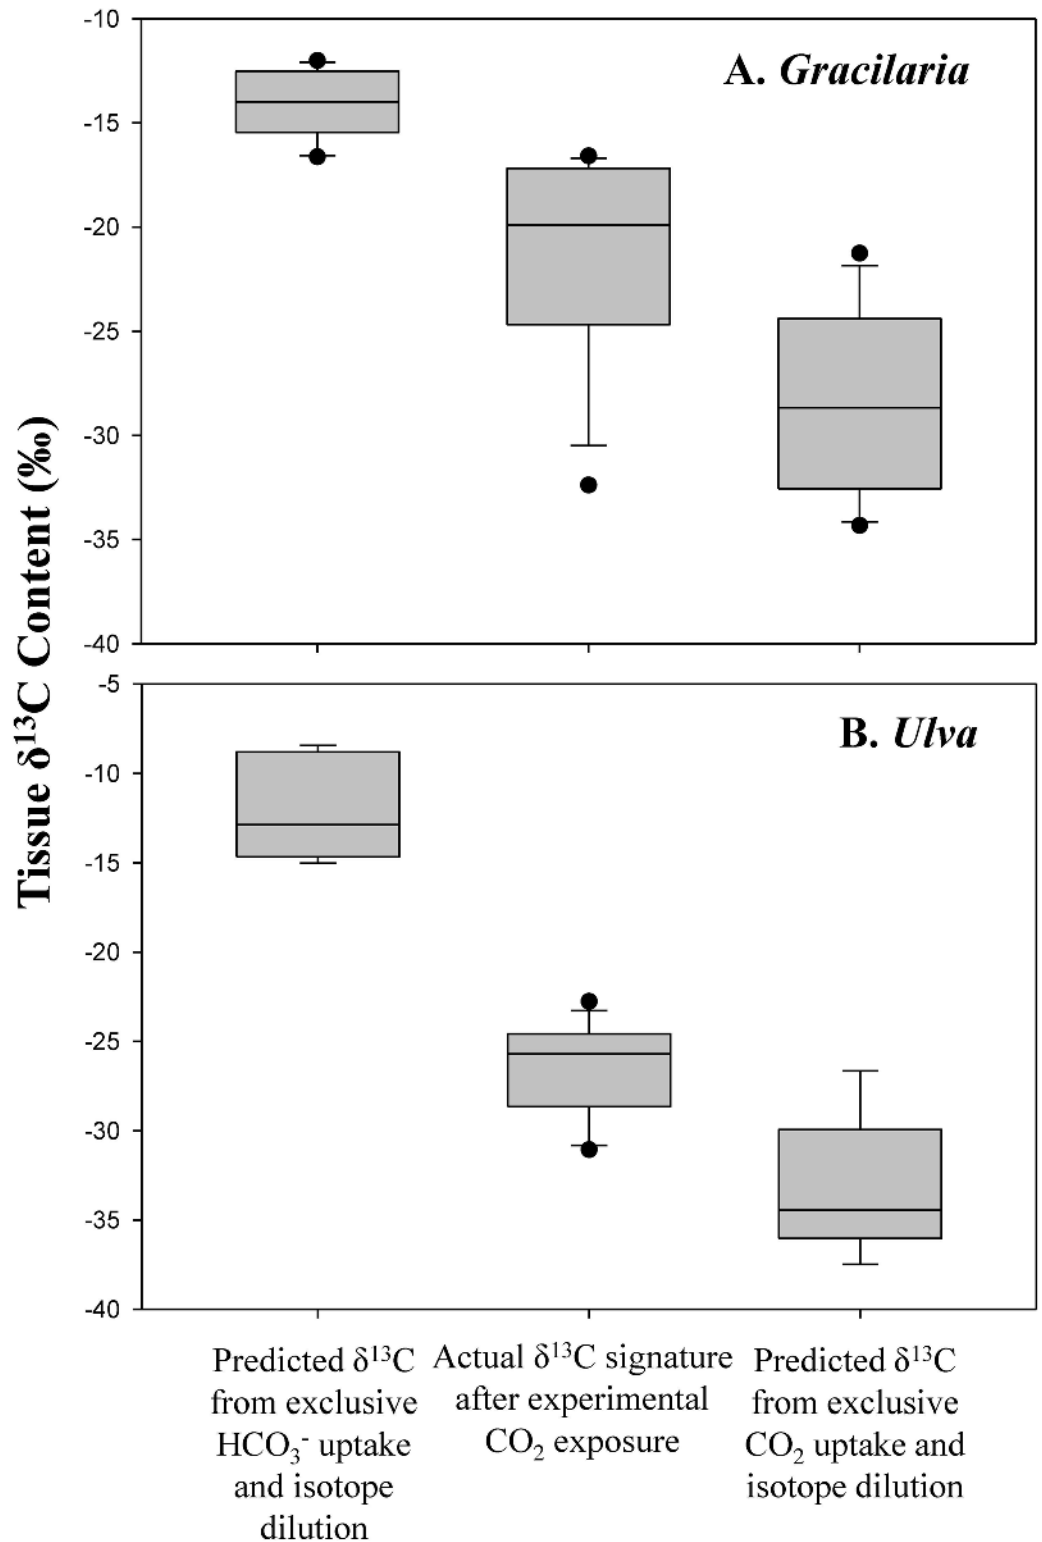 Tissue δ¹³C Content (‰)
-10
A. Gracilaria
-15
-20
-25
-30
-35
-40
-5
B. Ulva
-10
-15
-20
-25
-30
-35
-40
Predicted δ¹³C
from exclusive
HCO₃⁻ uptake
and isotope
dilution
Actual δ¹³C signature
after experimental
CO₂ exposure
Predicted δ¹³C
from exclusive
CO₂ uptake and
isotope dilution